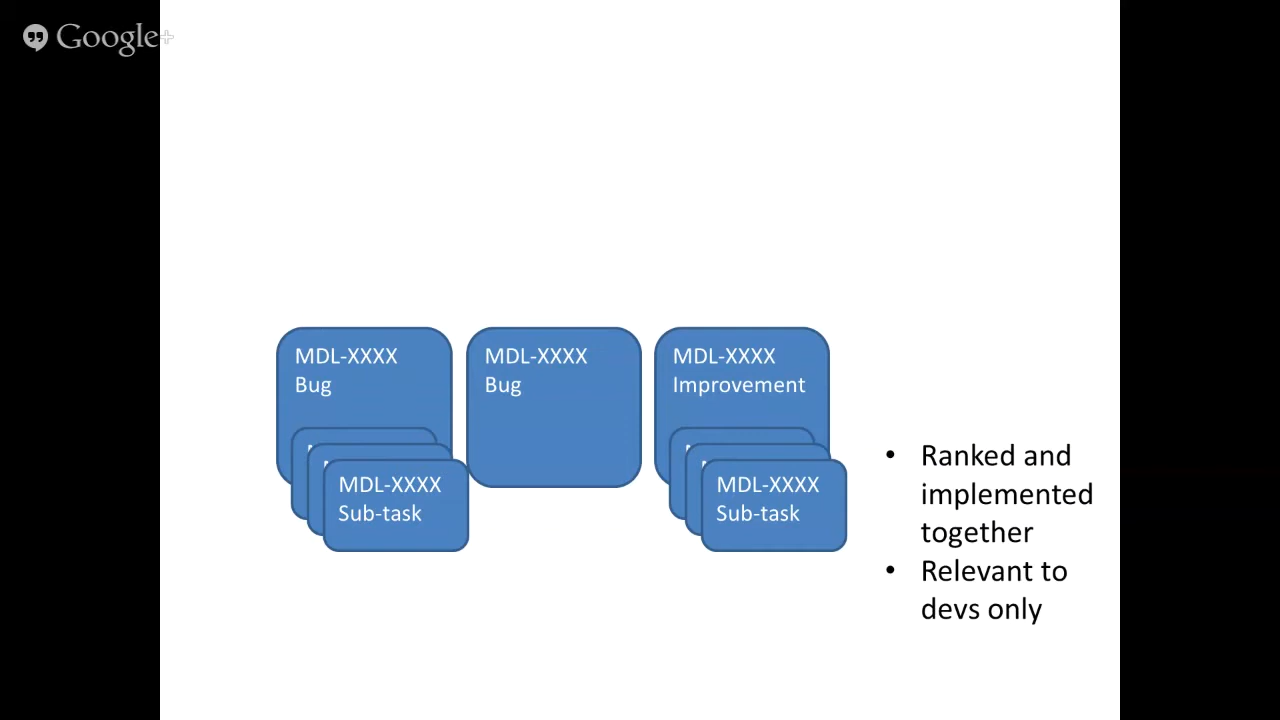 Google+
MDL-XXXX
Bug
MDL-XXXX
Bug
MDL-XXXX
Improvement
MDL-XXXX
Sub-task
MDL-XXXX
Sub-task
• Ranked and
implemented
together
• Relevant to
devs only